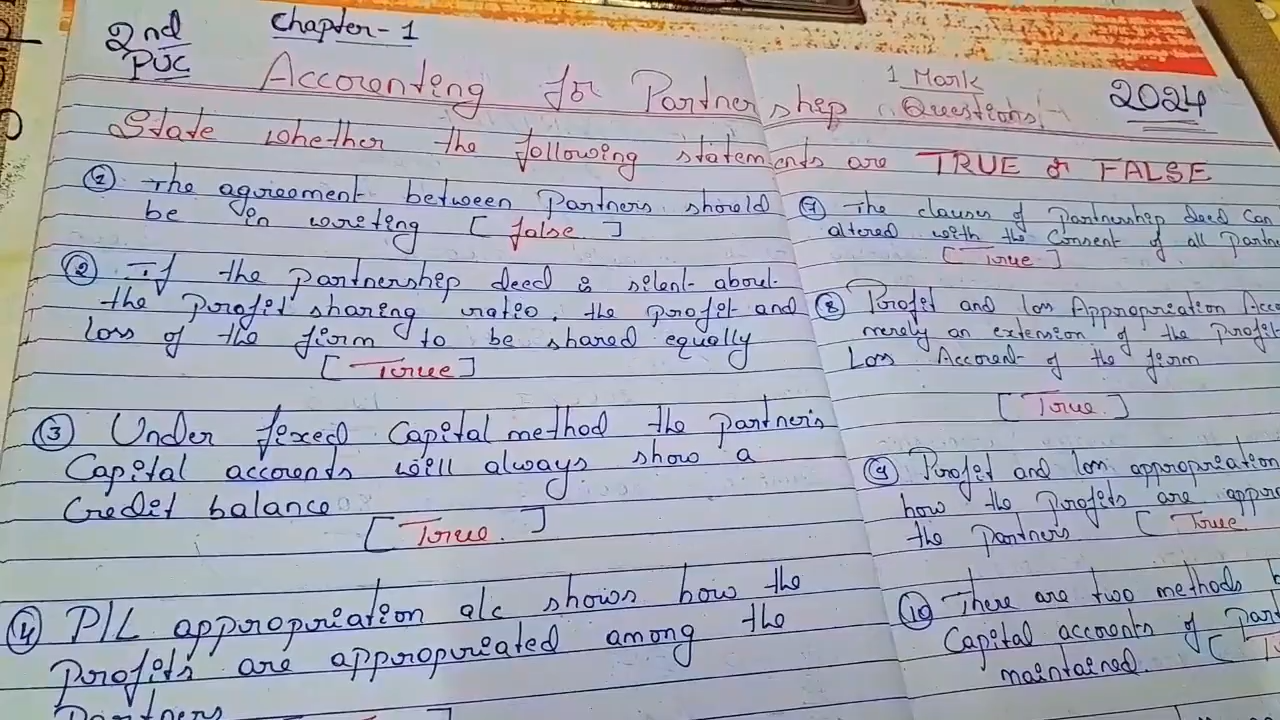 2nd PUC
Chapter-1
Accounting for Partnership
1 Mark Questions:-
2024
State whether the following statements are TRUE or FALSE
① The agreement between Partners should
be in writing [ false ]
② If the partnership deed is silent about
the Profit sharing ratio, the profit and
loss of the firm to be shared equally
[ True ]
③ Under fixed Capital method the partner's
Capital accounts will always show a
Credit balance
[ True. ]
④ P/L appropriation a/c shows how the
profits are appropriated among the
Partners
⑦ The clauses of Partnership deed Can
altered with the Consent of all
[ True ]
⑧ Profit and loss Appropriation
merely an extension of the Profit
Loss Account of the firm
[ True. ]
⑨ Profit and loss appropriation
how the Profits are
the Partners [ True
⑩ There are two methods
Capital accounts of
maintained. [